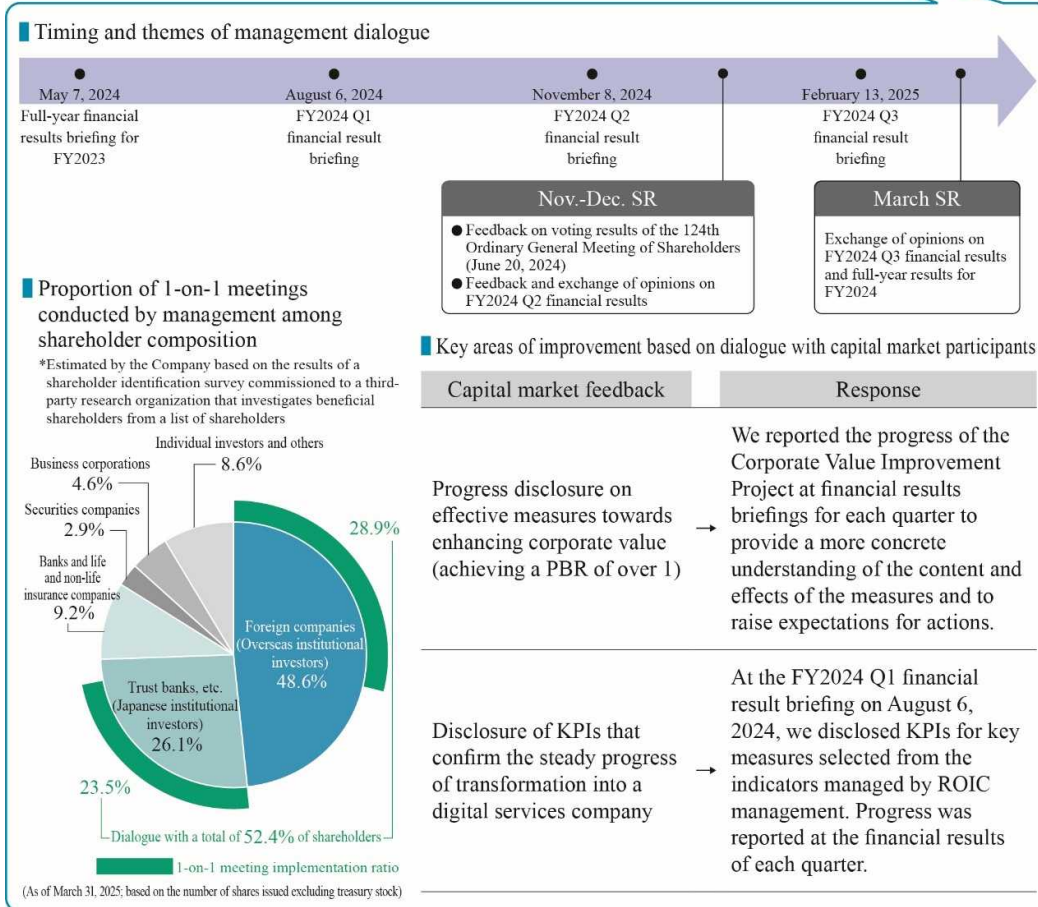 Timing and themes of management dialogue
May 7, 2024
Full-year financial
results briefing for
FY2023
August 6, 2024
FY2024 Q1
financial result
briefing
November 8, 2024
FY2024 Q2
financial result
briefing
February 13, 2025
FY2024 Q3
financial result
briefing
Nov.-Dec. SR
● Feedback on voting results of the 124th
Ordinary General Meeting of Shareholders
(June 20, 2024)
● Feedback and exchange of opinions on
FY2024 Q2 financial results
March SR
Exchange of opinions on
FY2024 Q3 financial results
and full-year results for
FY2024
Proportion of 1-on-1 meetings
conducted by management among
shareholder composition
*Estimated by the Company based on the results of a
shareholder identification survey commissioned to a third-
party research organization that investigates beneficial
shareholders from a list of shareholders
Individual investors and others
8.6%
Business corporations
4.6%
Securities companies
2.9%
Banks and life
and non-life
insurance companies
9.2%
28.9%
Foreign companies
(Overseas institutional
investors)
48.6%
Trust banks, etc.
(Japanese institutional
investors)
26.1%
23.5%
Dialogue with a total of 52.4% of shareholders
1-on-1 meeting implementation ratio
(As of March 31, 2025; based on the number of shares issued excluding treasury stock)
Key areas of improvement based on dialogue with capital market participants
Capital market feedback
Response
Progress disclosure on
effective measures towards
enhancing corporate value
(achieving a PBR of over 1)
→
We reported the progress of the
Corporate Value Improvement
Project at financial results
briefings for each quarter to
provide a more concrete
understanding of the content and
effects of the measures and to
raise expectations for actions.
Disclosure of KPIs that
confirm the steady progress
of transformation into a
digital services company
→
At the FY2024 Q1 financial
result briefing on August 6,
2024, we disclosed KPIs for key
measures selected from the
indicators managed by ROIC
management. Progress was
reported at the financial results
of each quarter.